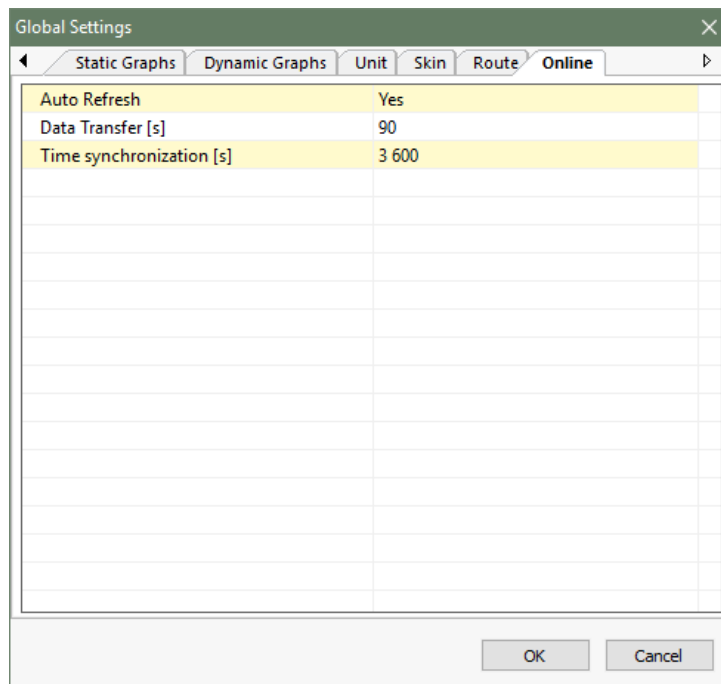 Global Settings
Static Graphs Dynamic Graphs Unit Skin Route Online
Auto Refresh Yes
Data Transfer [s] 90
Time synchronization [s] 3 600
OK Cancel